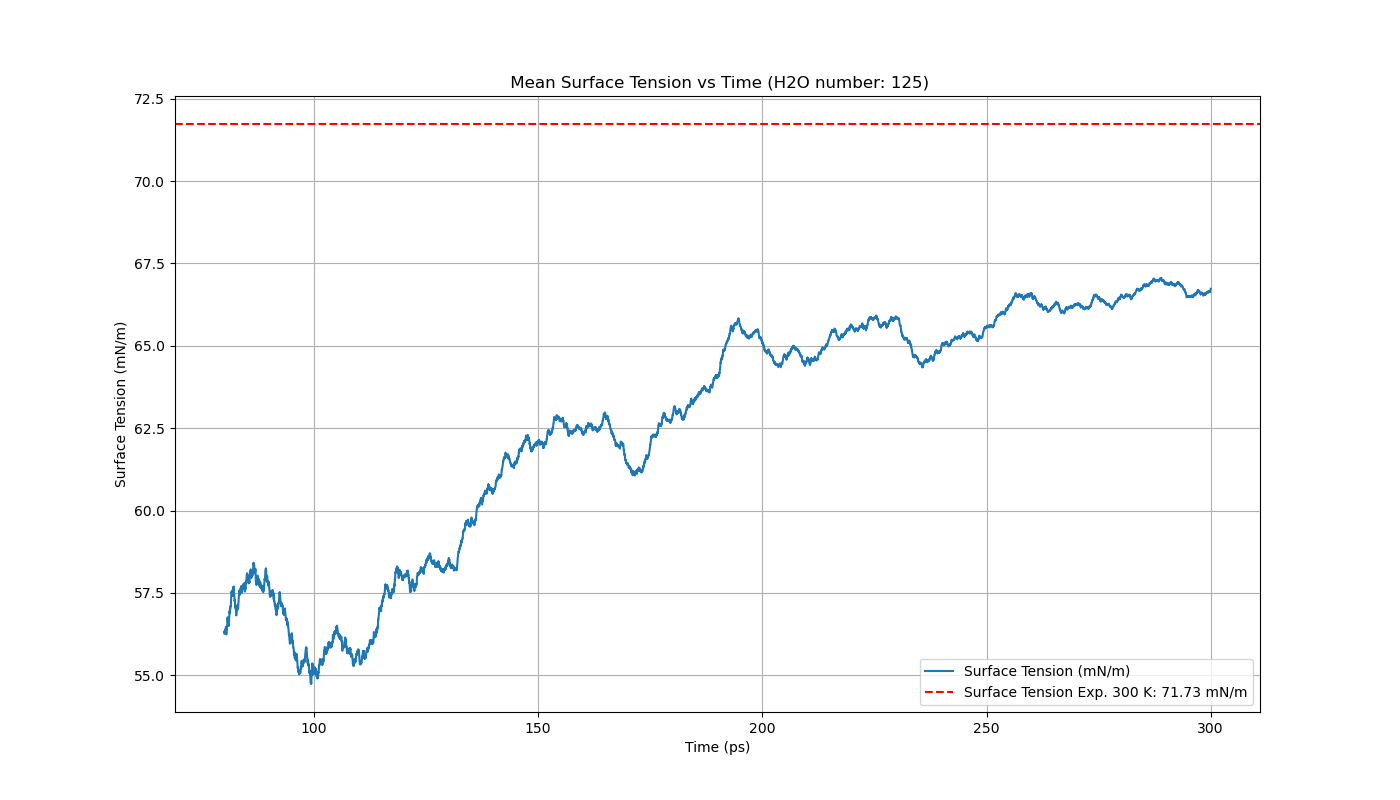 Mean Surface Tension vs Time (H2O number: 125)
Surface Tension (mN/m)
72.5
70.0
67.5
65.0
62.5
60.0
57.5
55.0
100
150
200
250
300
Time (ps)
Surface Tension (mN/m)
Surface Tension Exp. 300 K: 71.73 mN/m